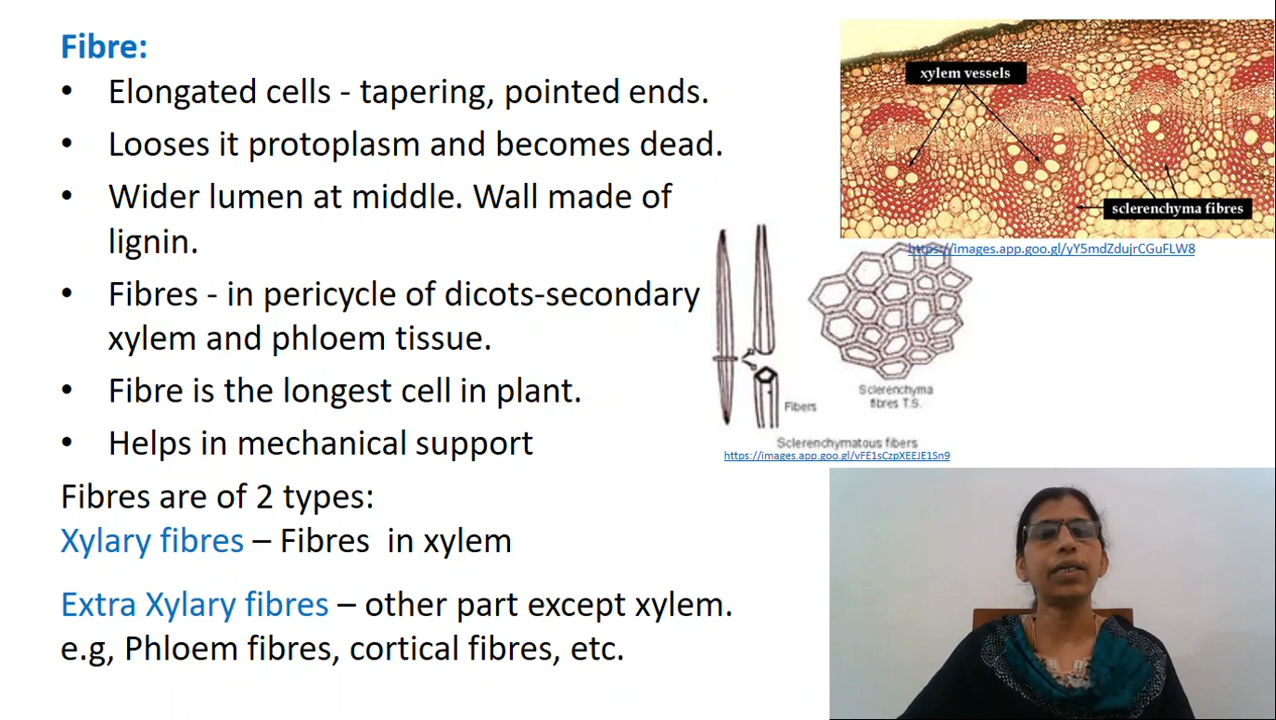 Fibre:
• Elongated cells - tapering, pointed ends.
• Looses it protoplasm and becomes dead.
• Wider lumen at middle. Wall made of
lignin.
• Fibres - in pericycle of dicots-secondary
xylem and phloem tissue.
• Fibre is the longest cell in plant.
• Helps in mechanical support
Fibres are of 2 types:
Xylary fibres – Fibres in xylem
Extra Xylary fibres – other part except xylem.
e.g, Phloem fibres, cortical fibres, etc.
xylem vessels
sclerenchyma fibres
https://images.app.goo.gl/yY5mdZdujrCGuFLW8
Fibers
Sclerenchyma
fibres T.S.
Sclerenchymatous fibers
https://images.app.goo.gl/vFE1sCzpXEEJE1Sn9